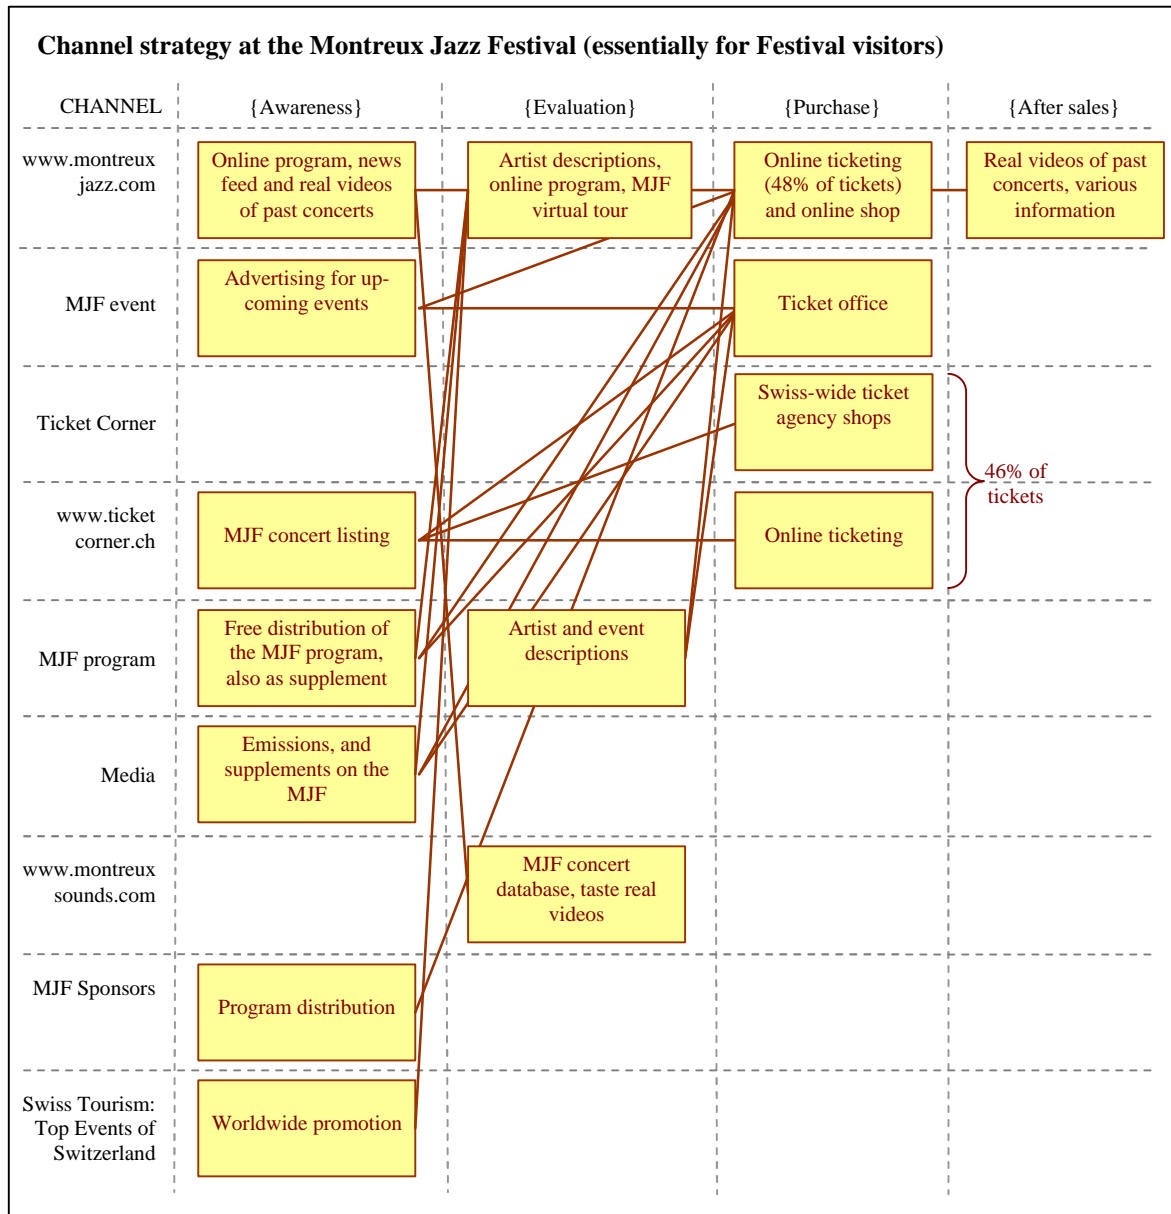 Channel strategy at the Montreux Jazz Festival (essentially for Festival visitors)
CHANNEL
{Awareness}
{Evaluation}
{Purchase}
{After sales}
www.montreux
jazz.com
Online program, news
feed and real videos
of past concerts
Artist descriptions,
online program, MJF
virtual tour
Online ticketing
(48% of tickets)
and online shop
Real videos of past
concerts, various
information
MJF event
Advertising for up-
coming events
Ticket office
Ticket Corner
Swiss-wide ticket
agency shops
46% of
tickets
www.ticket
corner.ch
MJF concert listing
Online ticketing
MJF program
Free distribution of
the MJF program,
also as supplement
Artist and event
descriptions
Media
Emissions, and
supplements on the
MJF
www.montreux
sounds.com
MJF concert
database, taste real
videos
MJF Sponsors
Program distribution
Swiss Tourism:
Top Events of
Switzerland
Worldwide promotion